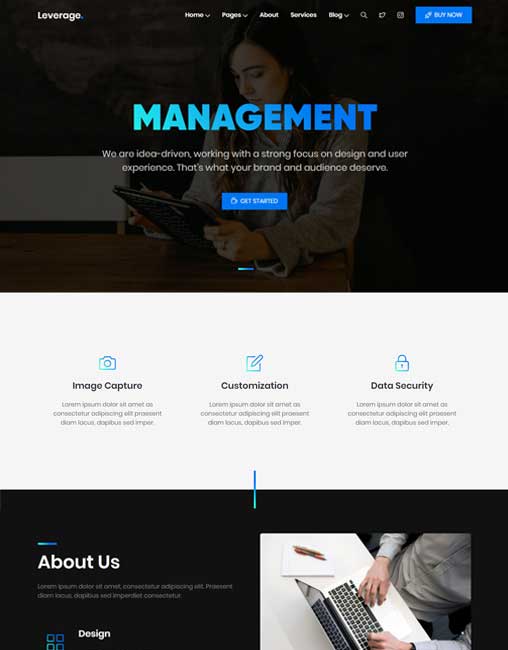 Leverage.
Home Pages About Services Blog BUY NOW
MANAGEMENT
We are idea-driven, working with a strong focus on design and user
experience. That's what your brand and audience deserve.
GET STARTED
Image Capture
Lorem ipsum dolor sit amet as
consectetur adipiscing elit praesent
diam lacus, dapibus sed imper.
Customization
Lorem ipsum dolor sit amet as
consectetur adipiscing elit praesent
diam lacus, dapibus sed imper.
Data Security
Lorem ipsum dolor sit amet as
consectetur adipiscing elit praesent
diam lacus, dapibus sed imper.
About Us
Lorem ipsum dolor sit amet, consectetur adipiscing elit. Praesent
diam lacus, dapibus sed imperdiet consectetur.
Design